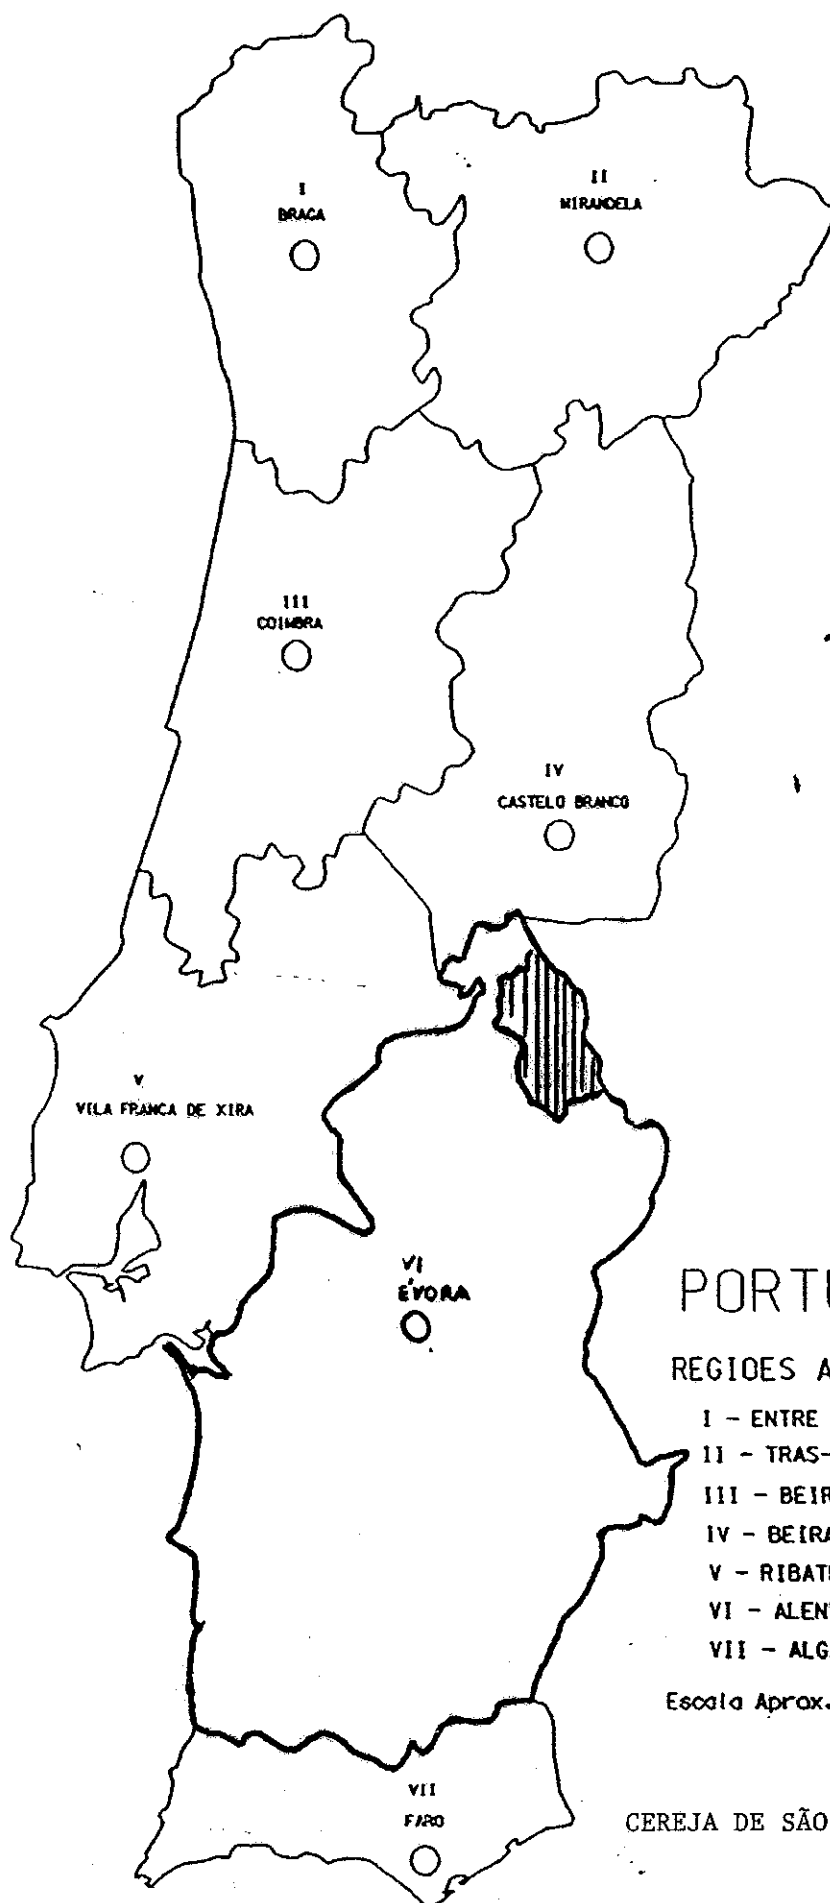 I
BRAGA
II
MIRANDELA
III
COIMBRA
IV
CASTELO BRANCO
V
VILA FRANCA DE XIRA
VI
ÉVORA
PORTU
REGIOES A
I - ENTRE
II - TRAS-
III - BEIR
IV - BEIRA
V - RIBAT
VI - ALEN
VII - ALG
Escala Aprox.
VII
FARO
CEREJA DE SÃO